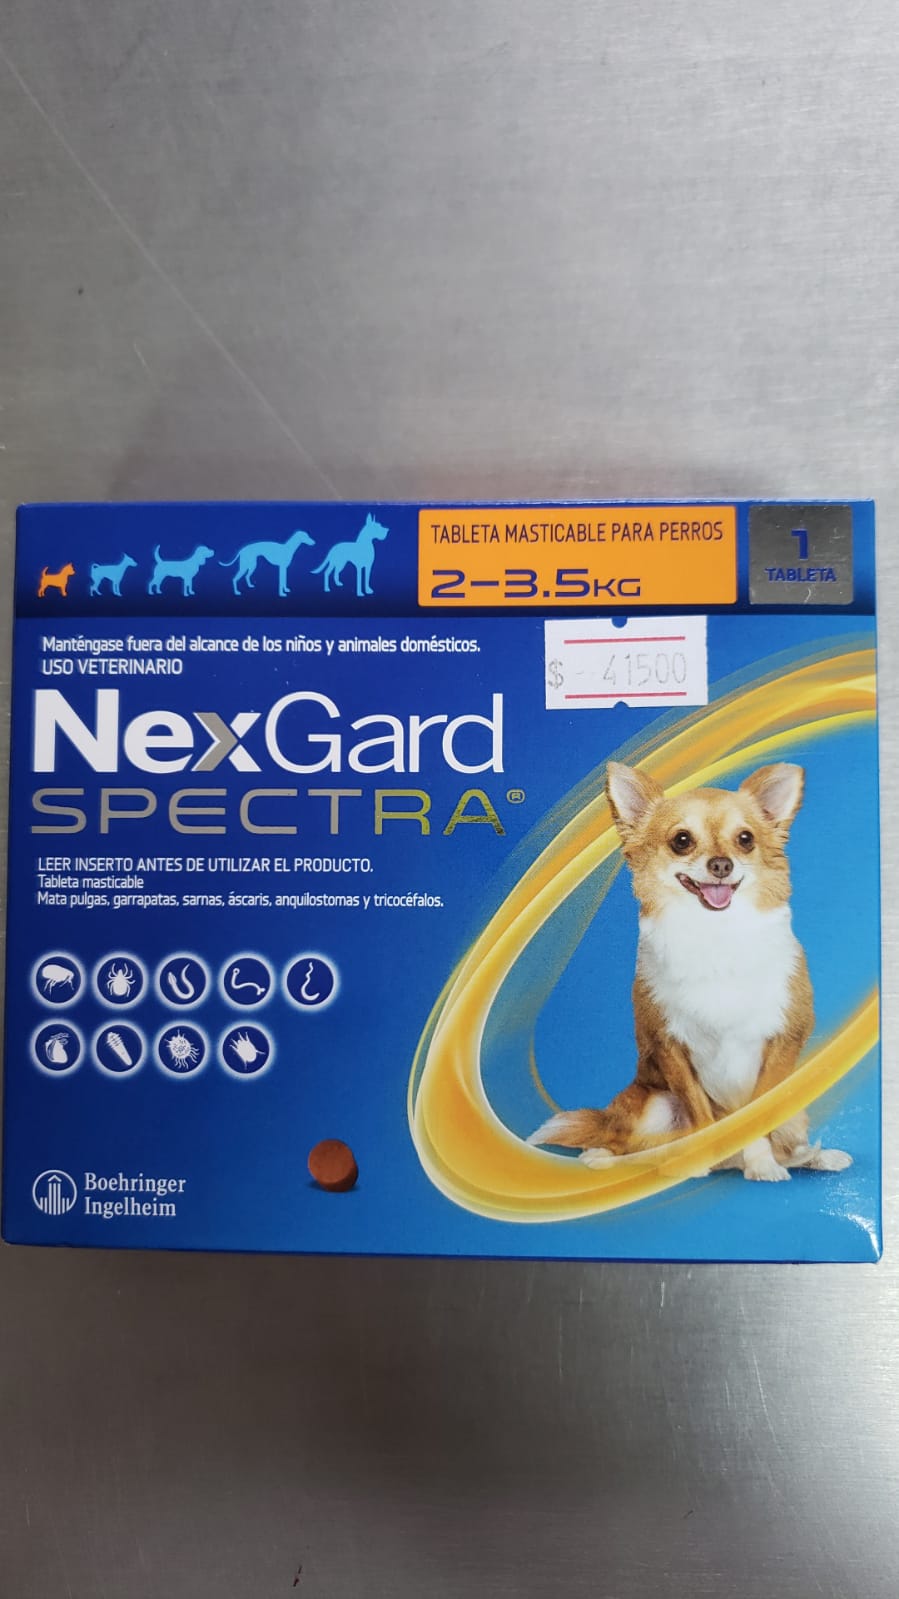 TABLETA MASTICABLE PARA PERROS
2-3.5KG
1
TABLETA
Manténgase fuera del alcance de los niños y animales domésticos.
USO VETERINARIO
$ - 41500
NexGard
SPECTRA®
LEER INSERTO ANTES DE UTILIZAR EL PRODUCTO.
Tableta masticable
Mata pulgas, garrapatas, sarnas, áscaris, anquilostomas y tricocéfalos.
Boehringer
Ingelheim